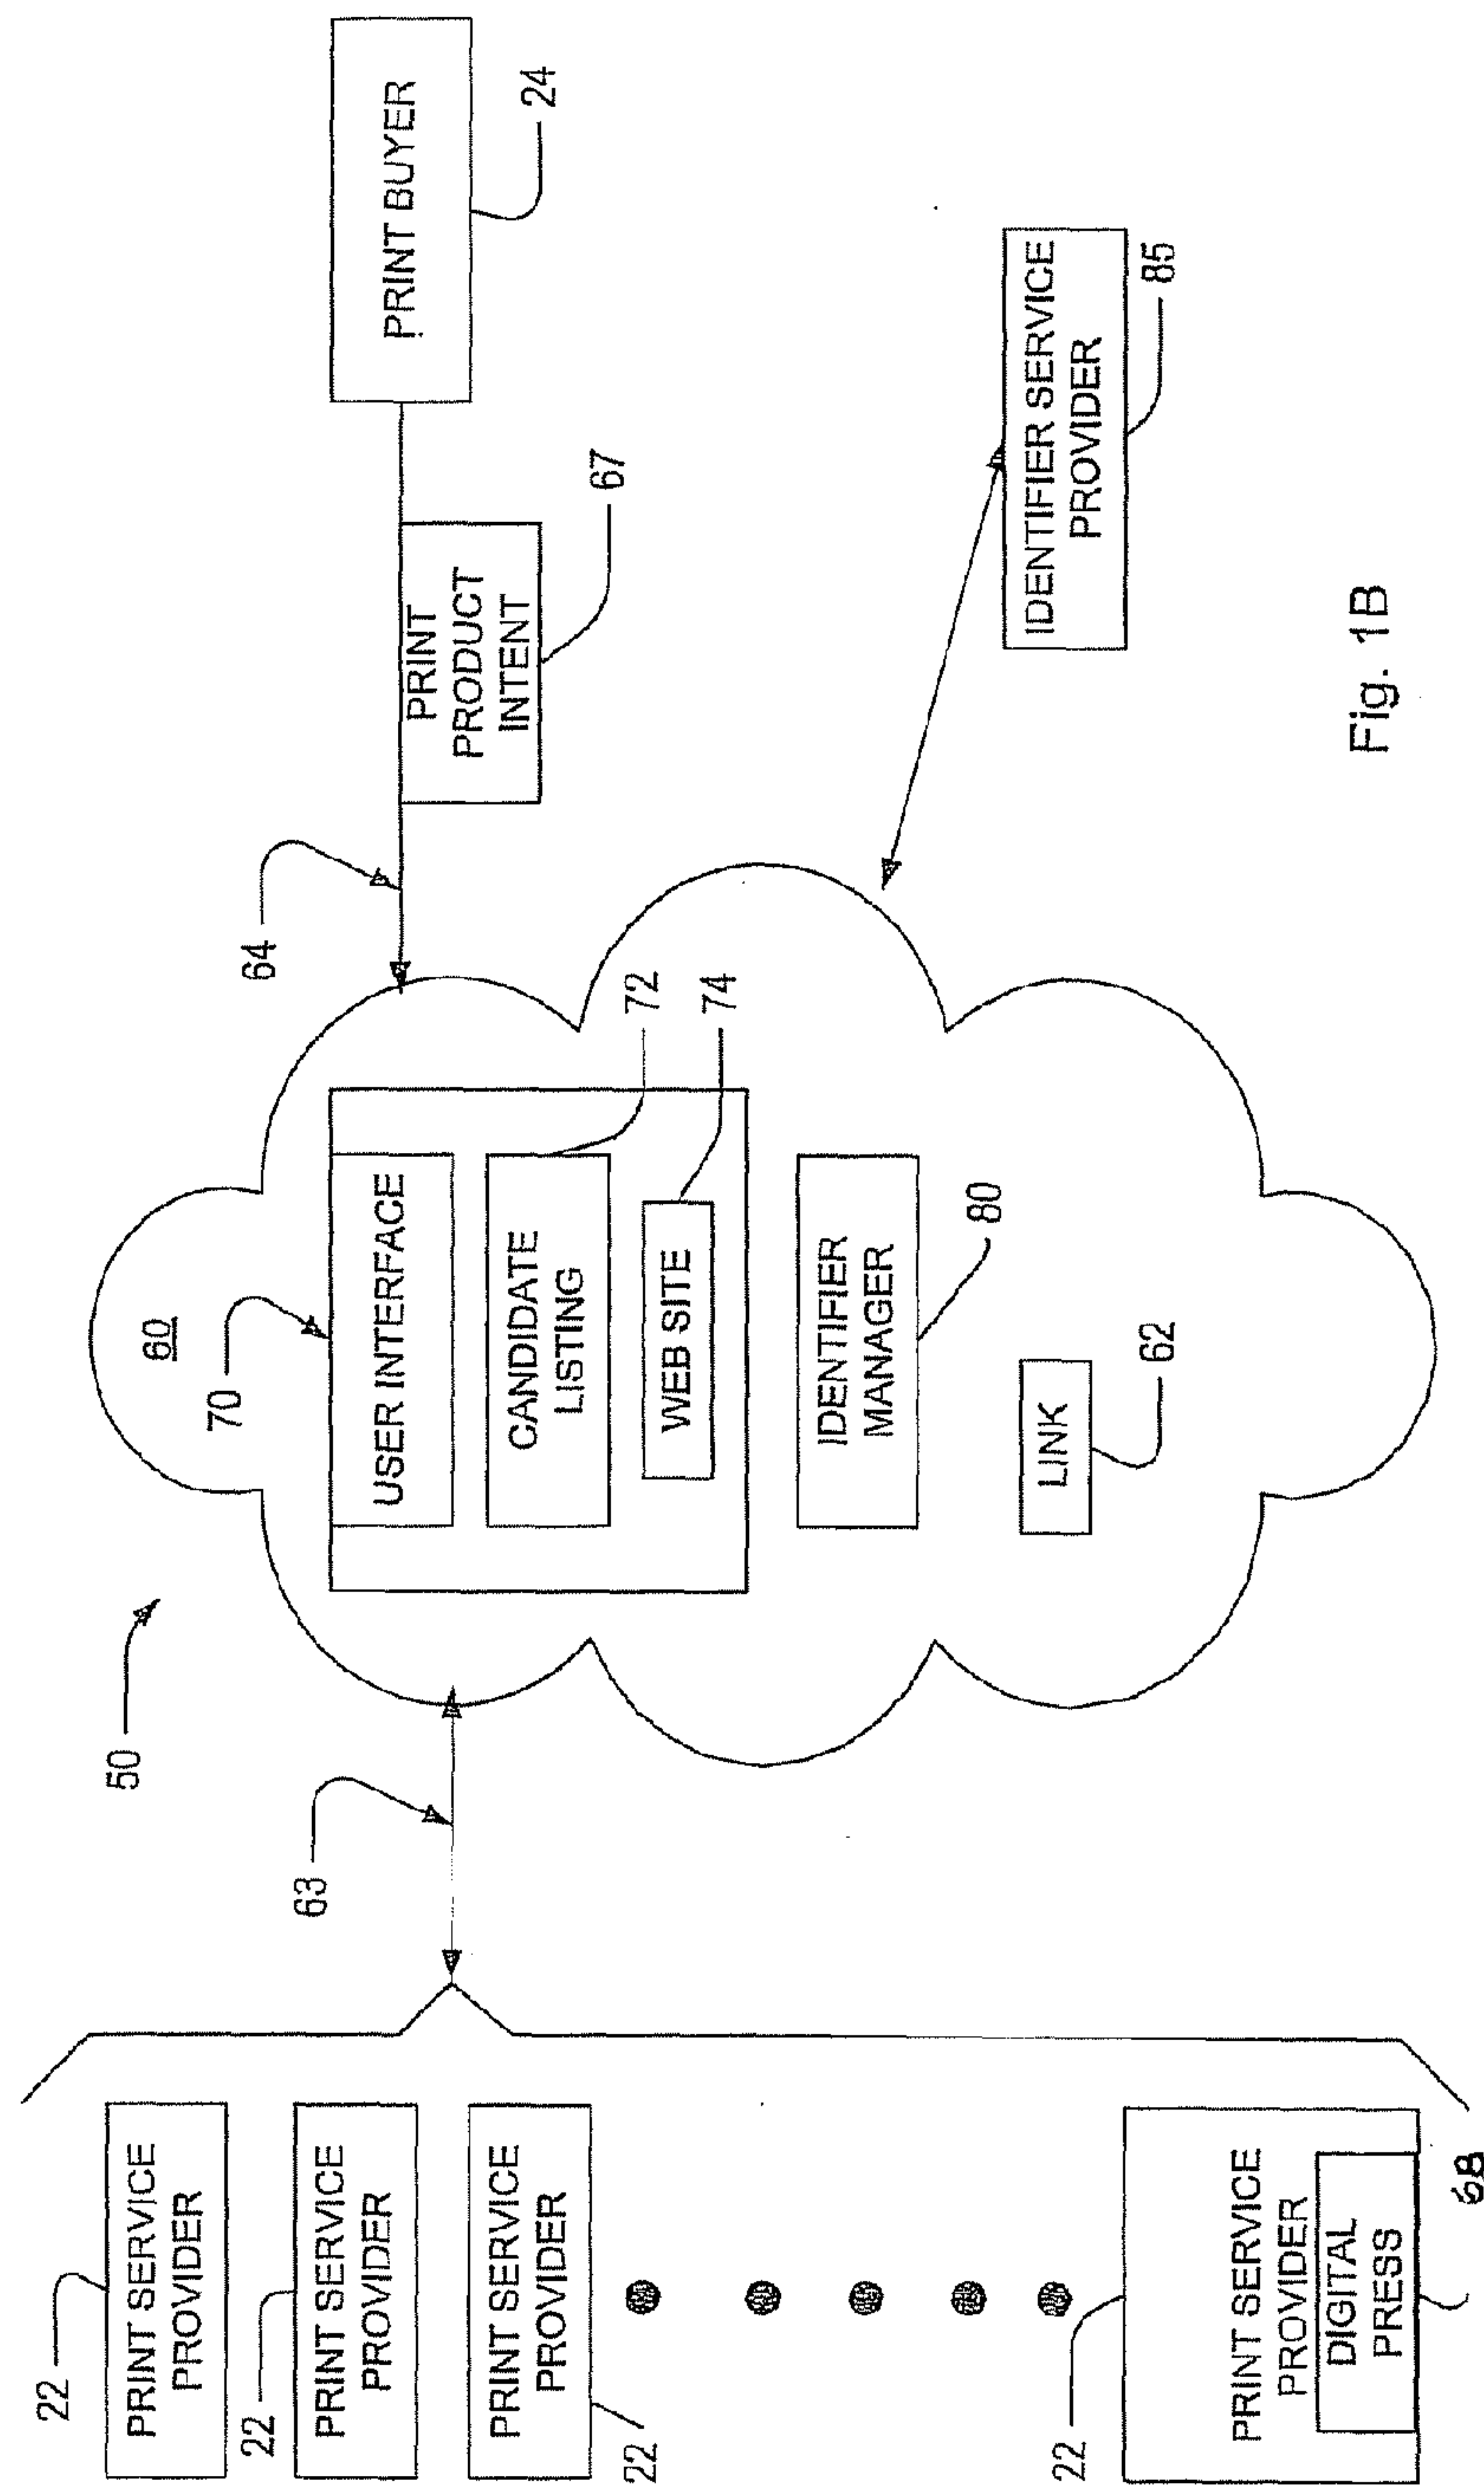 50
60
70
USER INTERFACE
CANDIDATE
LISTING
72
WEB SITE
74
IDENTIFIER
MANAGER
80
LINK
62
63
64
22
PRINT SERVICE
PROVIDER
22
PRINT SERVICE
PROVIDER
22
PRINT SERVICE
PROVIDER
22
PRINT SERVICE
PROVIDER
DIGITAL
PRESS
68
PRINT BUYER
24
PRINT
PRODUCT
INTENT
67
IDENTIFIER SERVICE
PROVIDER
85
Fig. 1B